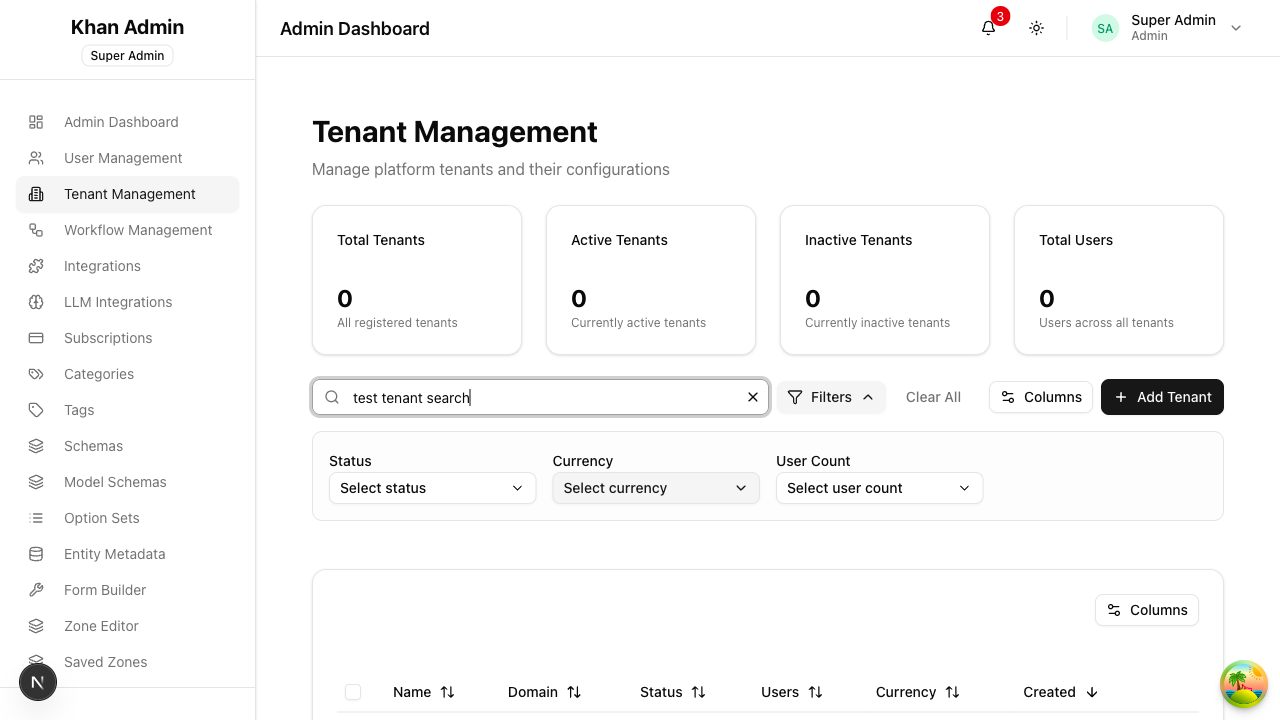 Khan Admin
Super Admin
Admin Dashboard
User Management
Tenant Management
Workflow Management
Integrations
LLM Integrations
Subscriptions
Categories
Tags
Schemas
Model Schemas
Option Sets
Entity Metadata
Form Builder
Zone Editor
Saved Zones
N
Admin Dashboard
3
SA
Super Admin
Admin
Tenant Management
Manage platform tenants and their configurations
Total Tenants
0
All registered tenants
Active Tenants
0
Currently active tenants
Inactive Tenants
0
Currently inactive tenants
Total Users
0
Users across all tenants
test tenant search
Filters
Clear All
Columns
Add Tenant
Status
Select status
Currency
Select currency
User Count
Select user count
Columns
Name
Domain
Status
Users
Currency
Created